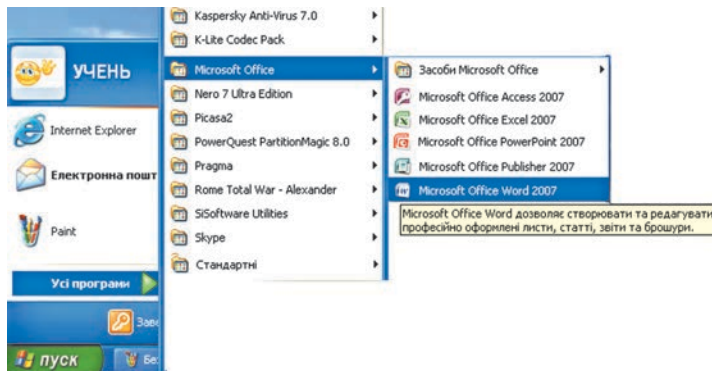 УЧЕНЬ
Internet Explorer
Електронна пошт
Paint
Усі програми
Заве
пуск
Без
Kaspersky Anti-Virus 7.0
K-Lite Codec Pack
Microsoft Office
Nero 7 Ultra Edition
Picasa2
PowerQuest PartitionMagic 8.0
Pragma
Rome Total War - Alexander
SiSoftware Utilities
Skype
Стандартні
Засоби Microsoft Office
Microsoft Office Access 2007
Microsoft Office Excel 2007
Microsoft Office PowerPoint 2007
Microsoft Office Publisher 2007
Microsoft Office Word 2007
Microsoft Office Word дозволяє створювати та редагувати
професійно оформлені листи, статті, звіти та брошури.